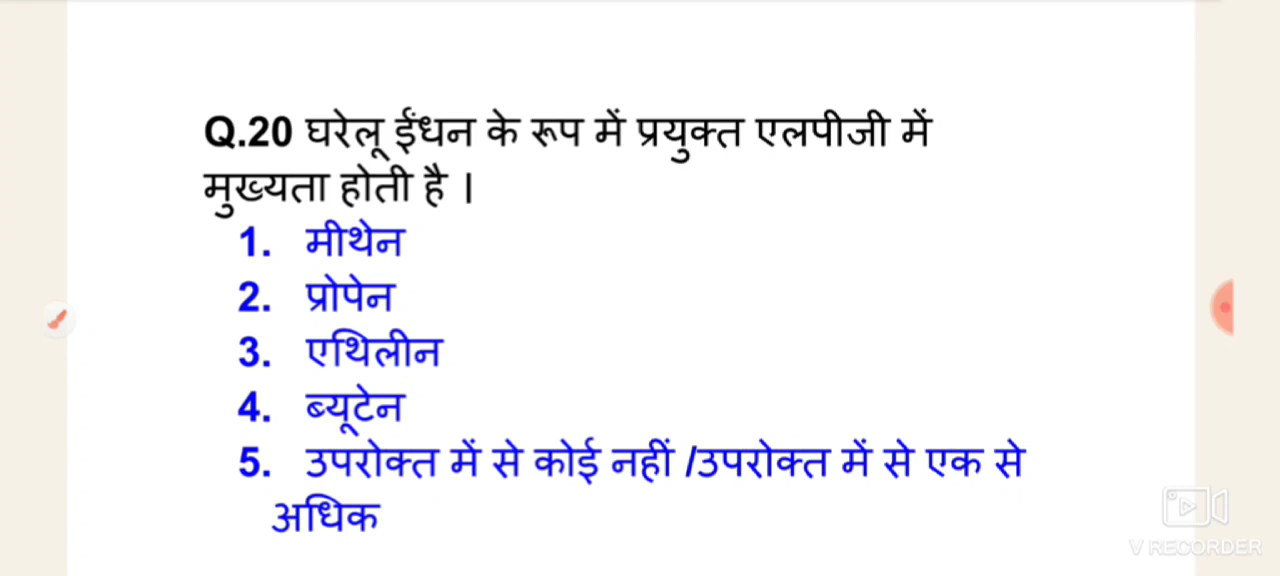 Q.20 घरेलू ईंधन के रूप में प्रयुक्त एलपीजी में
मुख्यता होती है ।
1. मीथेन
2. प्रोपेन
3. एथिलीन
4. ब्यूटेन
5. उपरोक्त में से कोई नहीं /उपरोक्त में से एक से
अधिक
V RECORDER